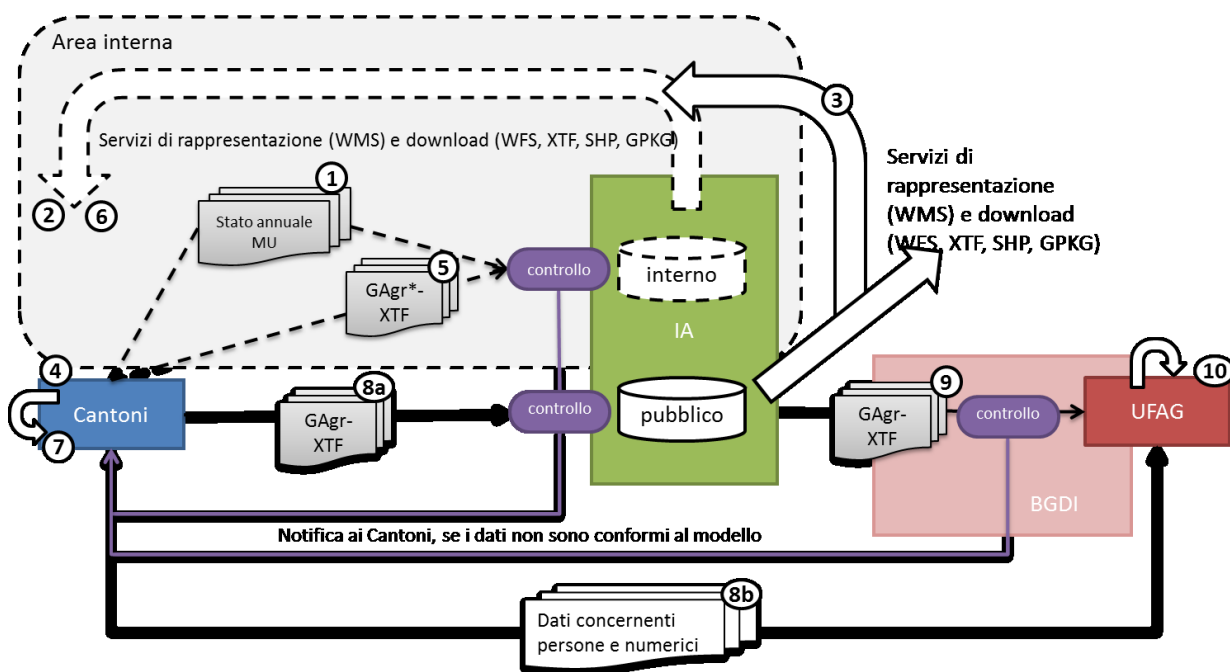 Area interna
3
Servizi di rappresentazione (WMS) e download (WFS, XTF, SHP, GPKG)
Servizi di
rappresentazione
(WMS) e download
(WFS, XTF, SHP, GPKG)
1
Stato annuale
MU
2
6
5
GAgr*-
XTF
controllo
interno
IA
4
Cantoni
7
8a
GAgr-
XTF
controllo
pubblico
9
GAgr-
XTF
controllo
10
UFAG
BGDI
Notifica ai Cantoni, se i dati non sono conformi al modello
8b
Dati concernenti
persone e numerici